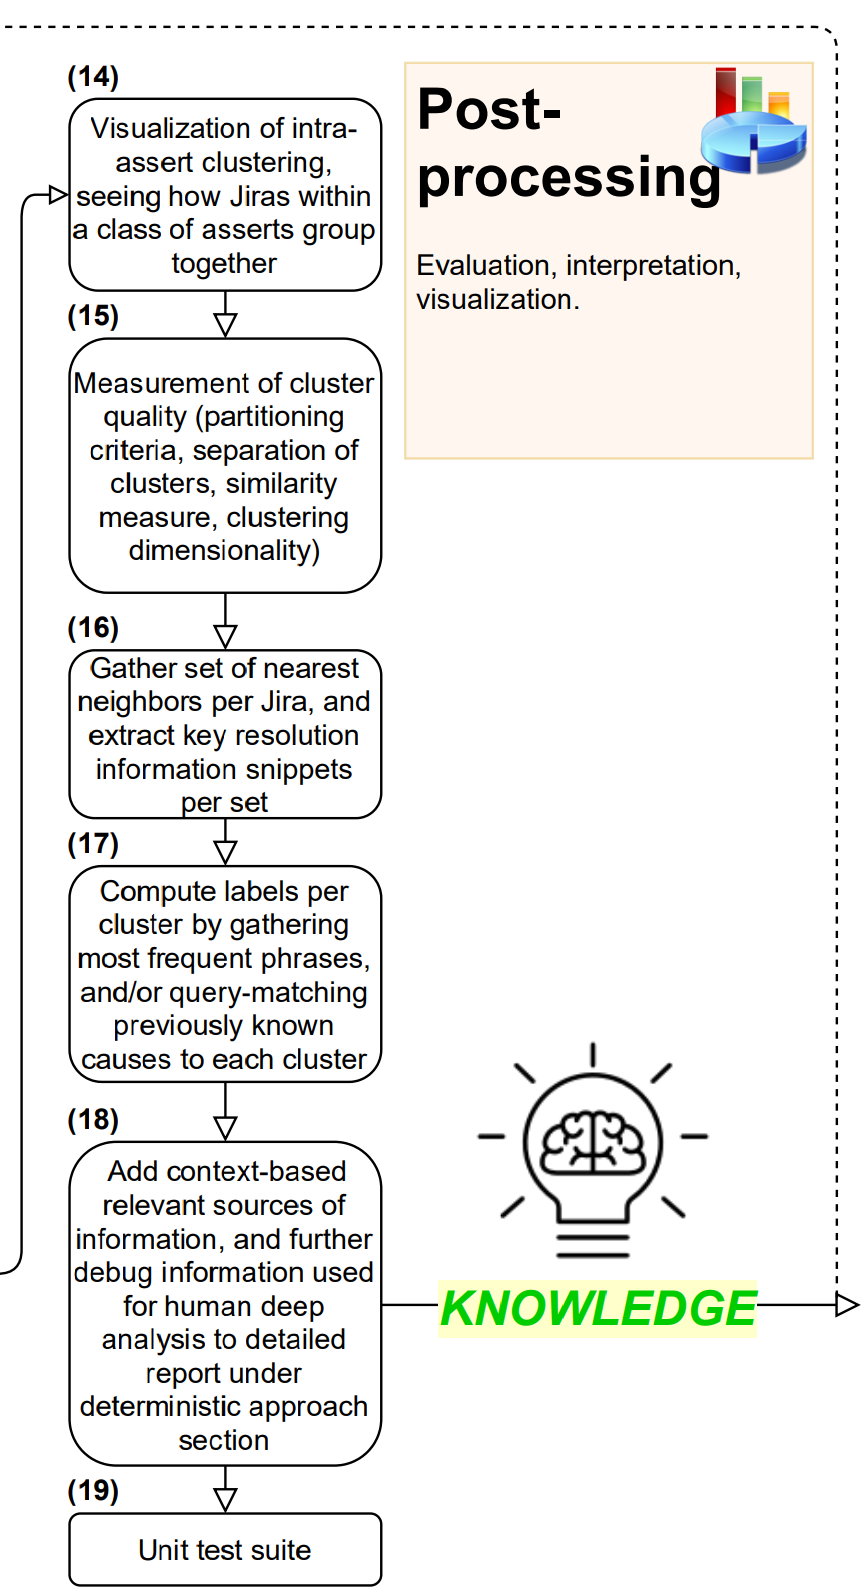 (14)
Visualization of intra-
assert clustering,
seeing how Jiras within
a class of asserts group
together
Post-
processing
Evaluation, interpretation,
visualization.
(15)
Measurement of cluster
quality (partitioning
criteria, separation of
clusters, similarity
measure, clustering
dimensionality)
(16)
Gather set of nearest
neighbors per Jira, and
extract key resolution
information snippets
per set
(17)
Compute labels per
cluster by gathering
most frequent phrases,
and/or query-matching
previously known
causes to each cluster
(18)
Add context-based
relevant sources of
information, and further
debug information used
for human deep
analysis to detailed
report under
deterministic approach
section
KNOWLEDGE
(19)
Unit test suite